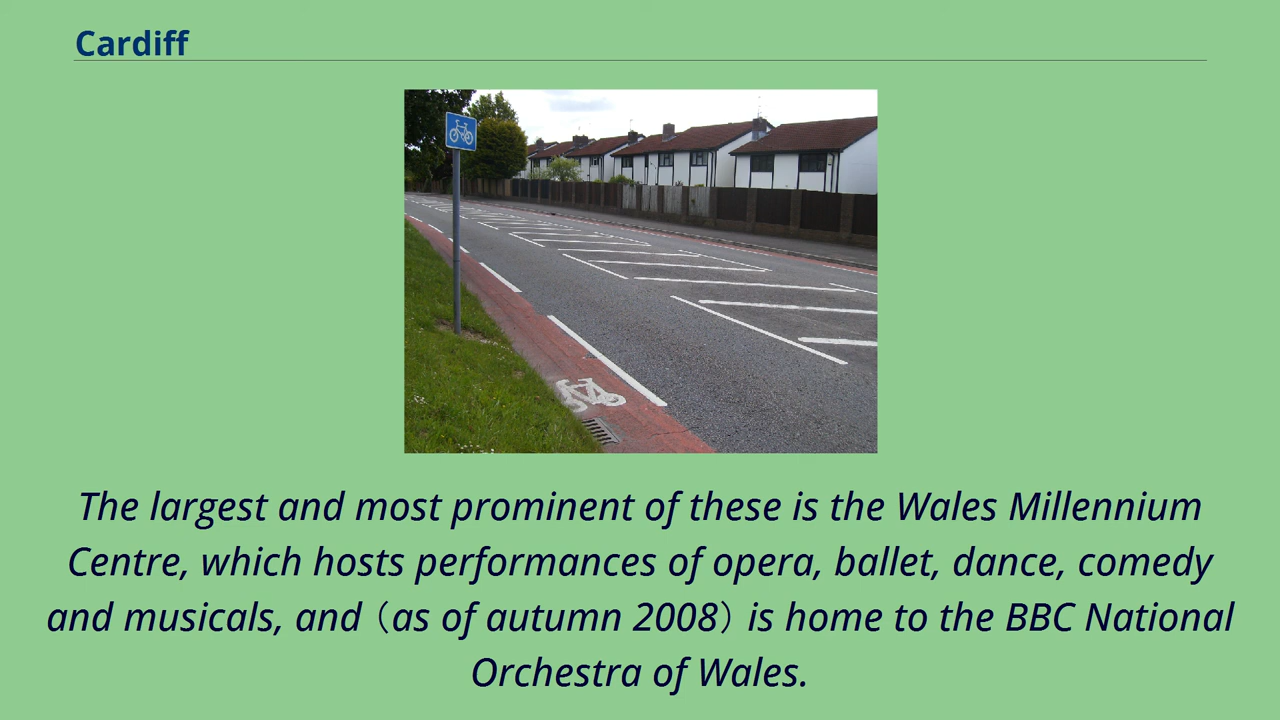 Cardiff
The largest and most prominent of these is the Wales Millennium
Centre, which hosts performances of opera, ballet, dance, comedy
and musicals, and（as of autumn 2008）is home to the BBC National
Orchestra of Wales.